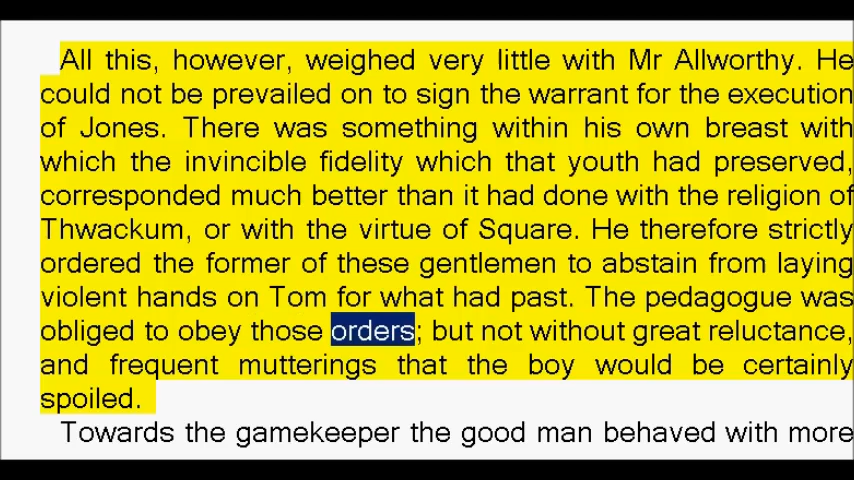 All this, however, weighed very little with Mr Allworthy. He
could not be prevailed on to sign the warrant for the execution
of Jones. There was something within his own breast with
which the invincible fidelity which that youth had preserved,
corresponded much better than it had done with the religion of
Thwackum, or with the virtue of Square. He therefore strictly
ordered the former of these gentlemen to abstain from laying
violent hands on Tom for what had past. The pedagogue was
obliged to obey those orders; but not without great reluctance,
and frequent mutterings that the boy would be certainly
spoiled.
Towards the gamekeeper the good man behaved with more